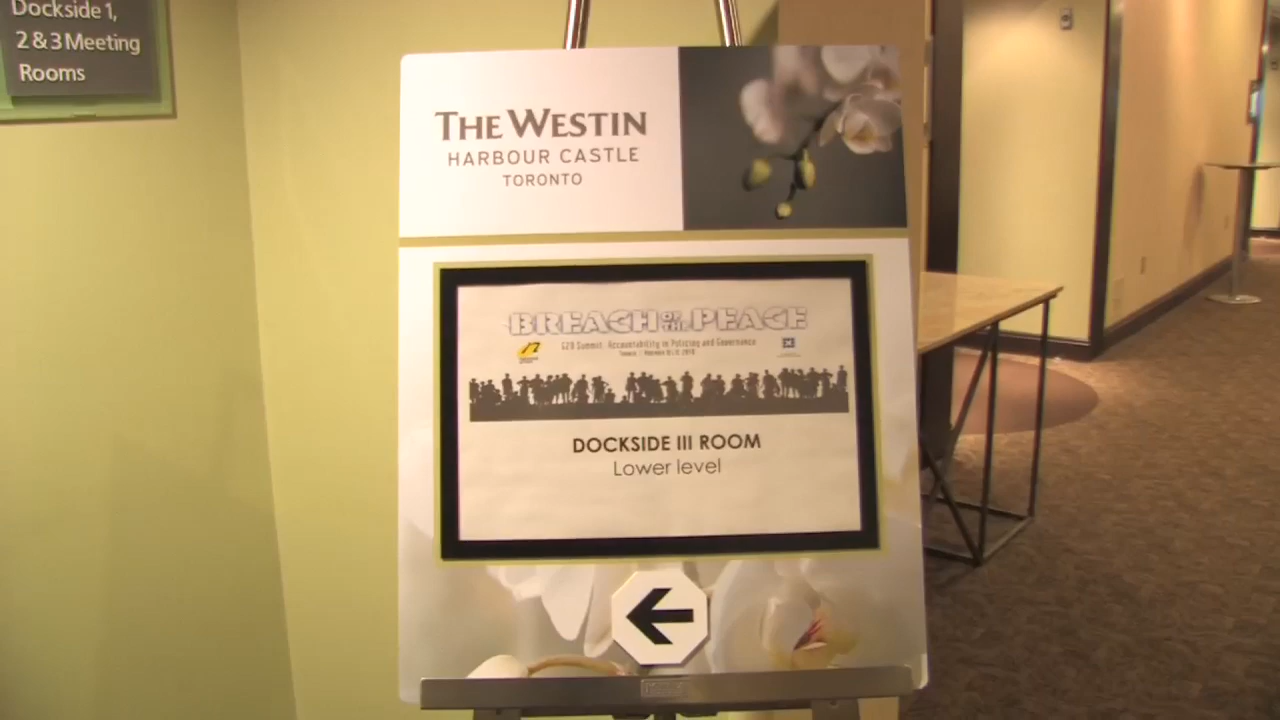 Dockside 1,
2 & 3 Meeting
Rooms
THE WESTIN
HARBOUR CASTLE
TORONTO
BREACH OF THE PEACE
G20 Summit: Accountability in Policing and Governance
DOCKSIDE III ROOM
Lower level